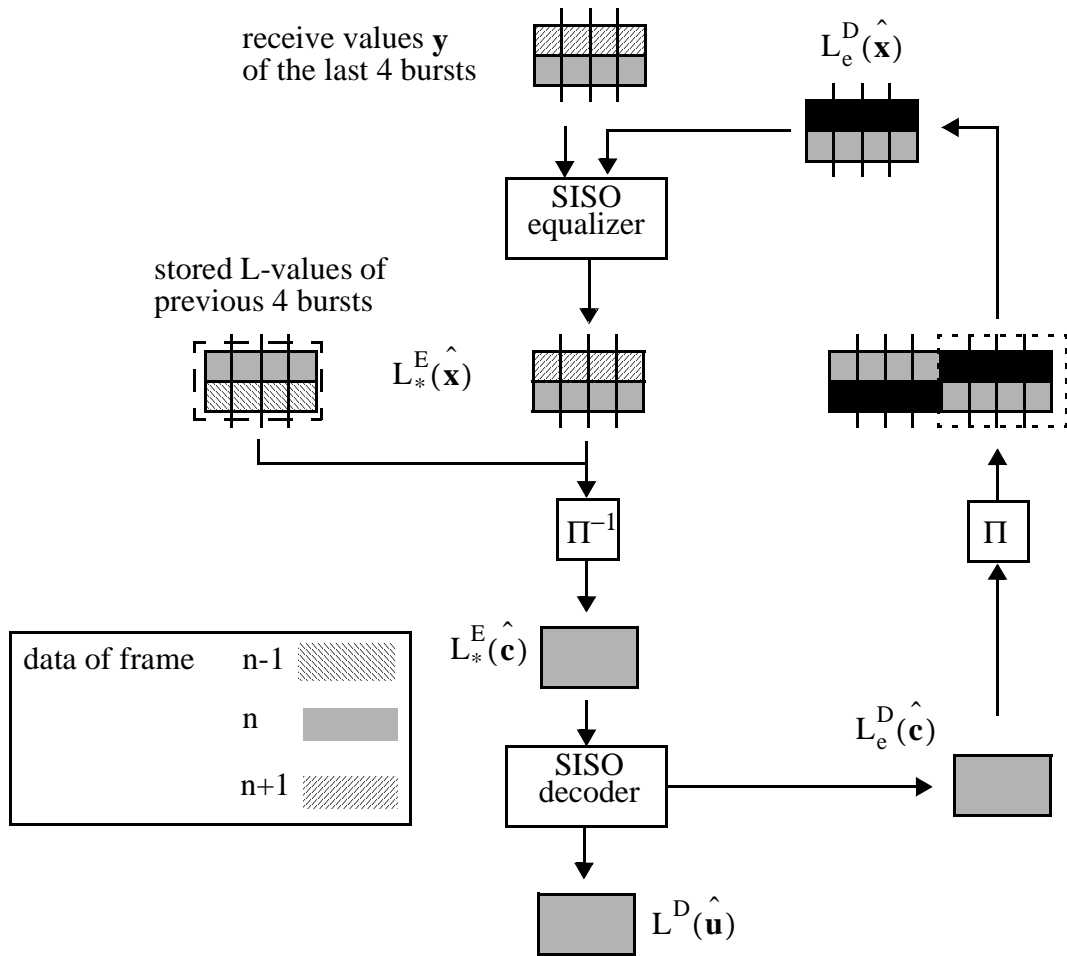 receive values y
of the last 4 bursts
L_e^D(x̂)
SISO
equalizer
stored L-values of
previous 4 bursts
L_*^E(x̂)
Π⁻¹
Π
L_*^E(ĉ)
data of frame n-1
n
n+1
L_e^D(ĉ)
SISO
decoder
L^D(û)